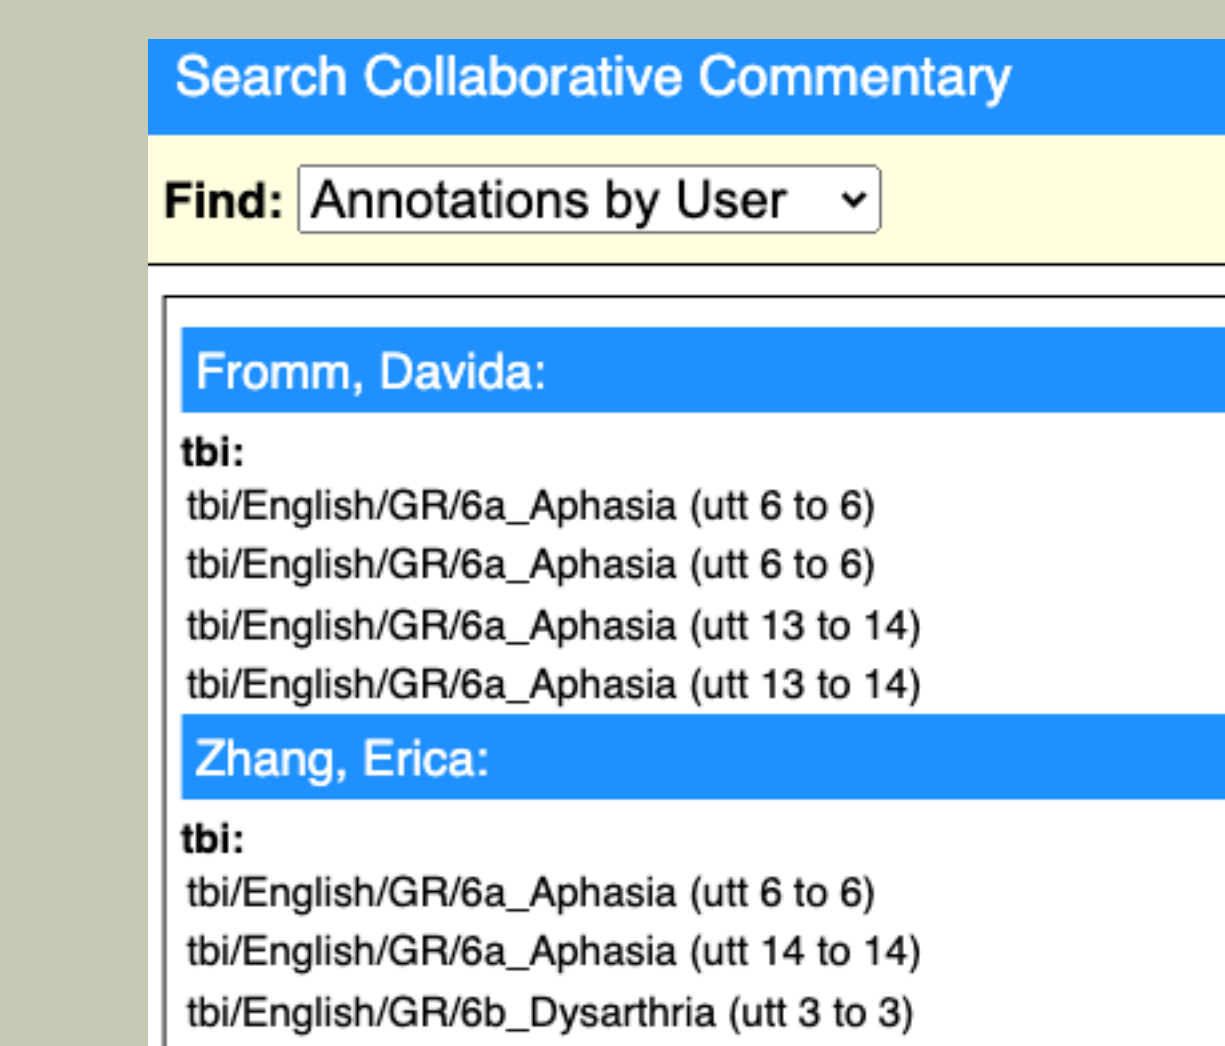 Search Collaborative Commentary
Find: Annotations by User
Fromm, Davida:
tbi:
tbi/English/GR/6a_Aphasia (utt 6 to 6)
tbi/English/GR/6a_Aphasia (utt 6 to 6)
tbi/English/GR/6a_Aphasia (utt 13 to 14)
tbi/English/GR/6a_Aphasia (utt 13 to 14)
Zhang, Erica:
tbi:
tbi/English/GR/6a_Aphasia (utt 6 to 6)
tbi/English/GR/6a_Aphasia (utt 14 to 14)
tbi/English/GR/6b_Dysarthria (utt 3 to 3)